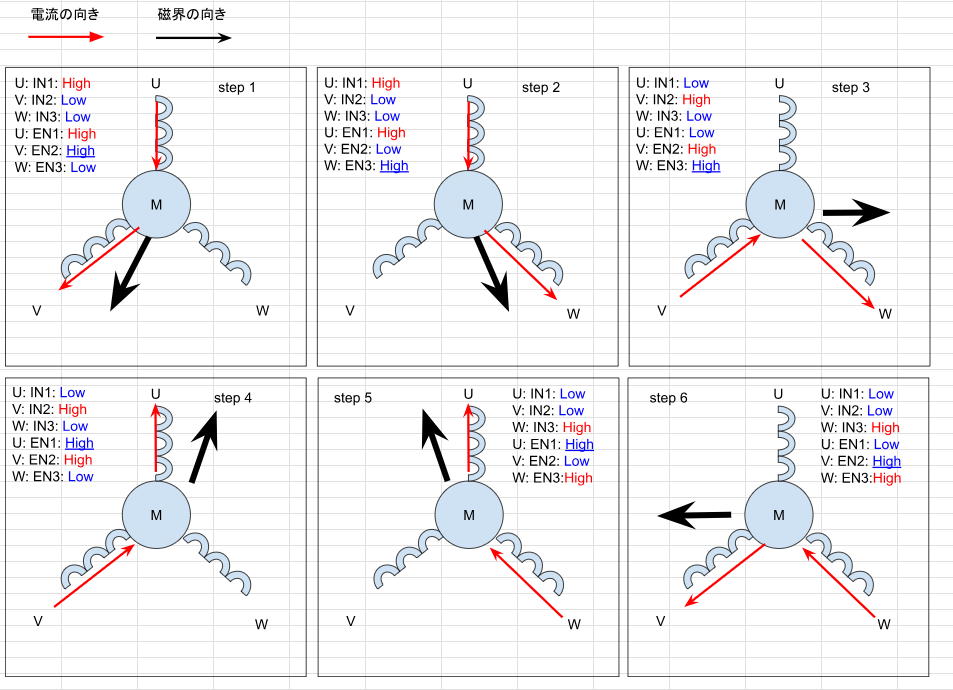 電流の向き
磁界の向き
U: IN1: High
V: IN2: Low
W: IN3: Low
U: EN1: High
V: EN2: High
W: EN3: Low
U
step 1
M
V
W
U: IN1: High
V: IN2: Low
W: IN3: Low
U: EN1: High
V: EN2: Low
W: EN3: High
U
step 2
M
V
W
U: IN1: Low
V: IN2: High
W: IN3: Low
U: EN1: Low
V: EN2: High
W: EN3: High
U
step 3
M
V
W
U: IN1: Low
V: IN2: High
W: IN3: Low
U: EN1: High
V: EN2: High
W: EN3: Low
U
step 4
M
V
W
step 5
U
U: IN1: Low
V: IN2: Low
W: IN3: High
U: EN1: High
V: EN2: Low
W: EN3:High
M
V
W
step 6
U
U: IN1: Low
V: IN2: Low
W: IN3: High
U: EN1: Low
V: EN2: High
W: EN3:High
M
V
W